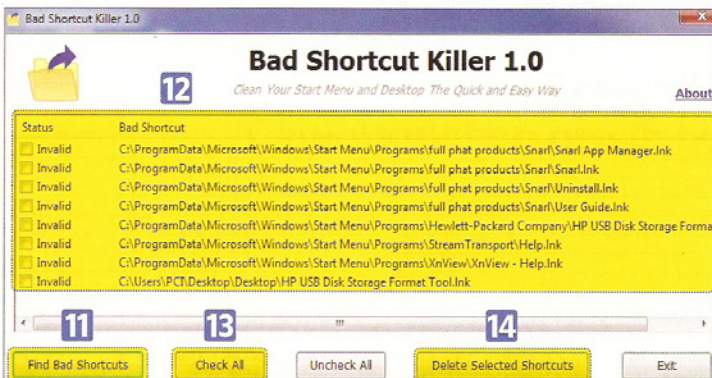 Bad Shortcut Killer 1.0
Bad Shortcut Killer 1.0
12
Clean Your Start Menu and Desktop The Quick and Easy Way
About
Status Bad Shortcut
Invalid C:\ProgramData\Microsoft\Windows\Start Menu\Programs\full phat products\Snarl\Snarl App Manager.lnk
Invalid C:\ProgramData\Microsoft\Windows\Start Menu\Programs\full phat products\Snarl\Snarl.lnk
Invalid C:\ProgramData\Microsoft\Windows\Start Menu\Programs\full phat products\Snarl\Uninstall.lnk
Invalid C:\ProgramData\Microsoft\Windows\Start Menu\Programs\full phat products\Snarl\User Guide.lnk
Invalid C:\ProgramData\Microsoft\Windows\Start Menu\Programs\Hewlett-Packard Company\HP USB Disk Storage Forma
Invalid C:\ProgramData\Microsoft\Windows\Start Menu\Programs\StreamTransport\Help.lnk
Invalid C:\ProgramData\Microsoft\Windows\Start Menu\Programs\XnView\XnView - Help.lnk
Invalid C:\Users\PCT\Desktop\Desktop\HP USB Disk Storage Format Tool.lnk
11 13 14
Find Bad Shortcuts Check All Uncheck All Delete Selected Shortcuts Exit